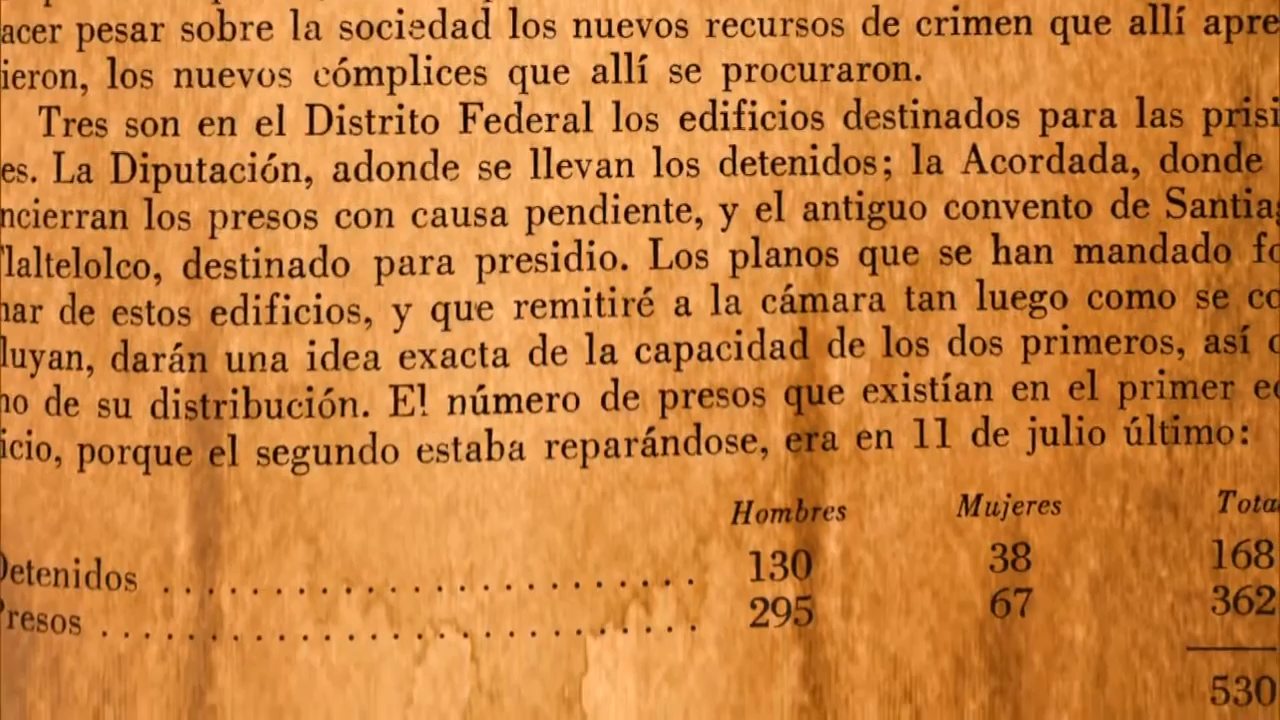 acer pesar sobre la sociedad los nuevos recursos de crimen que allí apre
ieron, los nuevos cómplices que allí se procuraron.
Tres son en el Distrito Federal los edificios destinados para las prisi
es. La Diputación, adonde se llevan los detenidos; la Acordada, donde
ncierran los presos con causa pendiente, y el antiguo convento de Santia
laltelolco, destinado para presidio. Los planos que se han mandado fo
nar de estos edificios, y que remitiré a la cámara tan luego como se co
luyan, darán una idea exacta de la capacidad de los dos primeros, así c
no de su distribución. El número de presos que existían en el primer ed
icio, porque el segundo estaba reparándose, era en 11 de julio último:
Hombres Mujeres Tota
Detenidos . . . . . . . . . . . . . . . . . . . . . . . . . 130 38 168
resos . . . . . . . . . . . . . . . . . . . . . . . . . . . . 295 67 362
530